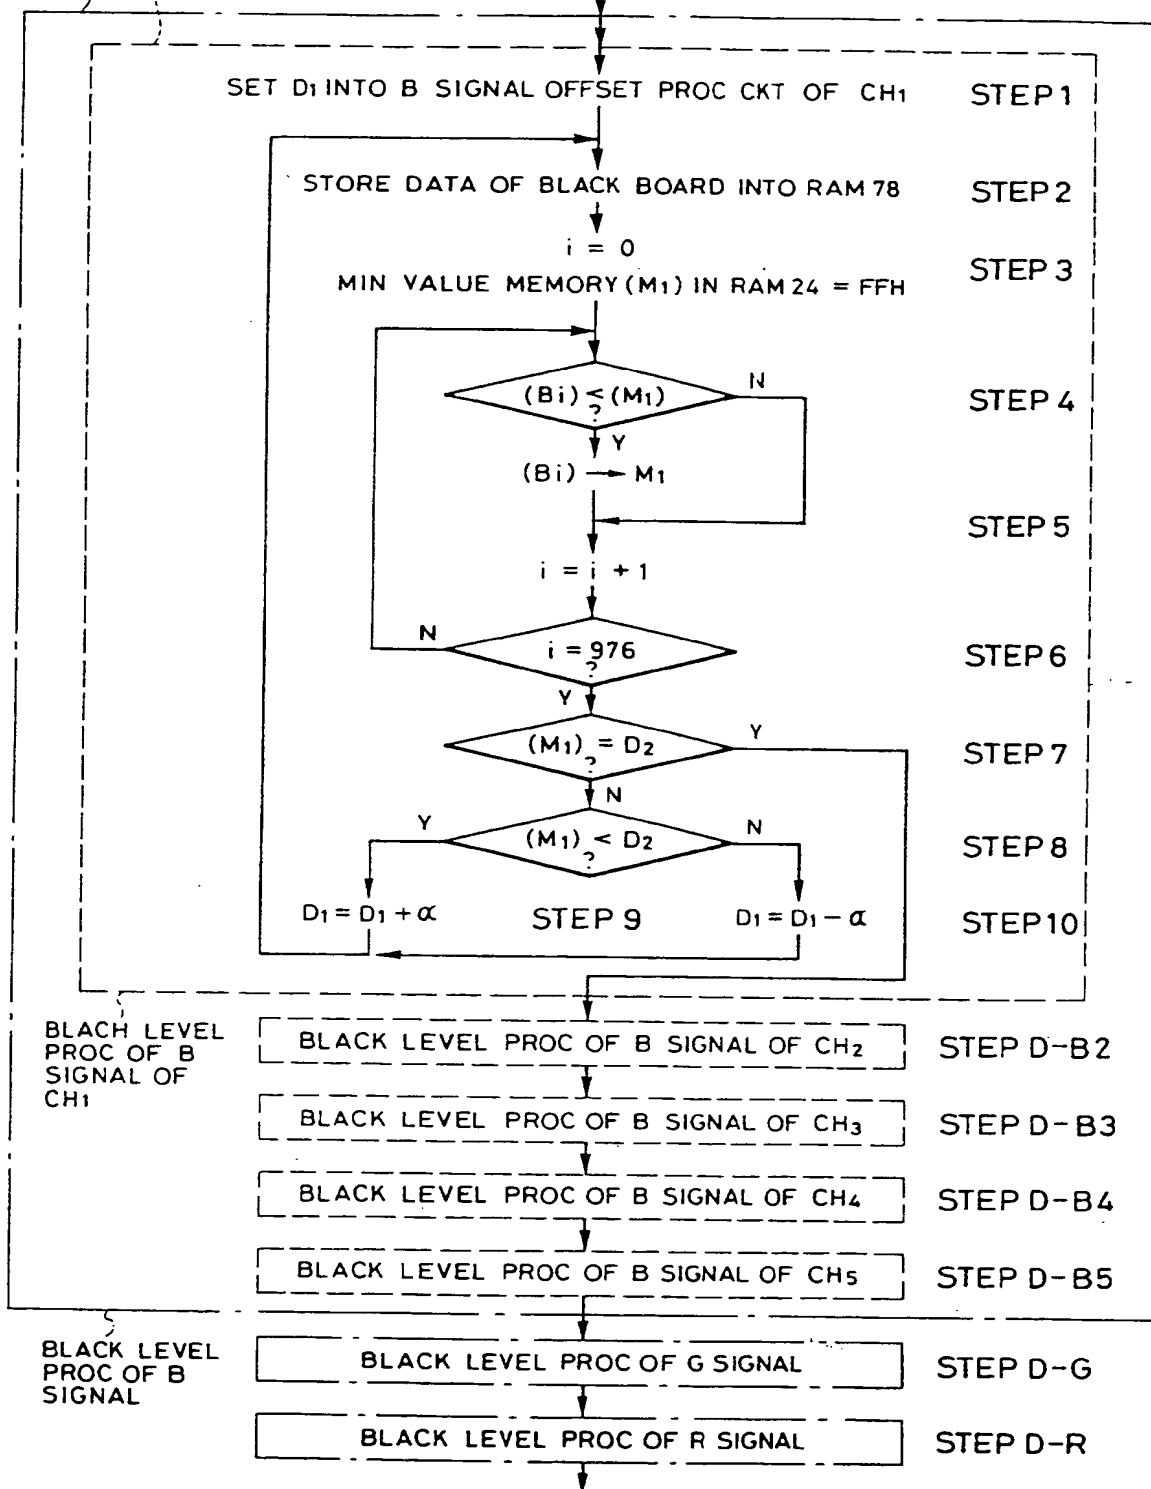 SET D1 INTO B SIGNAL OFFSET PROC CKT OF CH1 STEP 1
STORE DATA OF BLACK BOARD INTO RAM 78 STEP 2
i = 0
STEP 3
MIN VALUE MEMORY (M1) IN RAM 24 = FFH
(Bi) < (M1) N STEP 4
?
Y
(Bi) → M1
STEP 5
i = i + 1
N i = 976 STEP 6
?
Y
(M1) = D2 Y STEP 7
?
N
Y (M1) < D2 N STEP 8
?
D1 = D1 + α STEP 9 D1 = D1 − α STEP 10
BLACH LEVEL
PROC OF B
SIGNAL OF
CH1
BLACK LEVEL PROC OF B SIGNAL OF CH2 STEP D-B2
BLACK LEVEL PROC OF B SIGNAL OF CH3 STEP D-B3
BLACK LEVEL PROC OF B SIGNAL OF CH4 STEP D-B4
BLACK LEVEL PROC OF B SIGNAL OF CH5 STEP D-B5
BLACK LEVEL
PROC OF B
SIGNAL
BLACK LEVEL PROC OF G SIGNAL STEP D-G
BLACK LEVEL PROC OF R SIGNAL STEP D-R